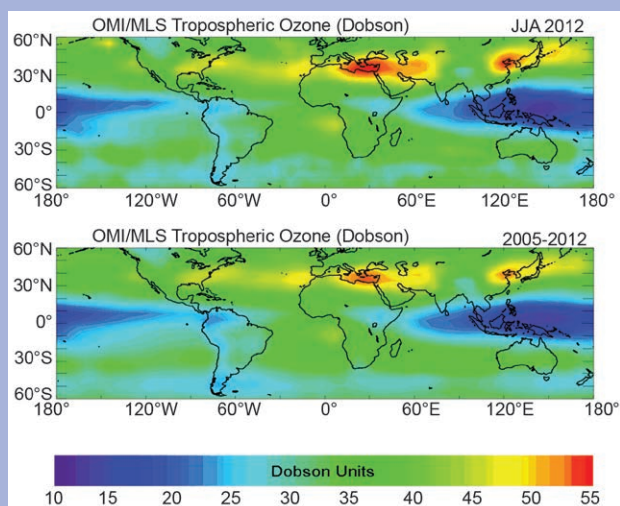 OMI/MLS Tropospheric Ozone (Dobson) JJA 2012
60°N
30°N
0°
30°S
60°S
180° 120°W 60°W 0° 60°E 120°E 180°
OMI/MLS Tropospheric Ozone (Dobson) 2005-2012
60°N
30°N
0°
30°S
60°S
180° 120°W 60°W 0° 60°E 120°E 180°
Dobson Units
10 15 20 25 30 35 40 45 50 55